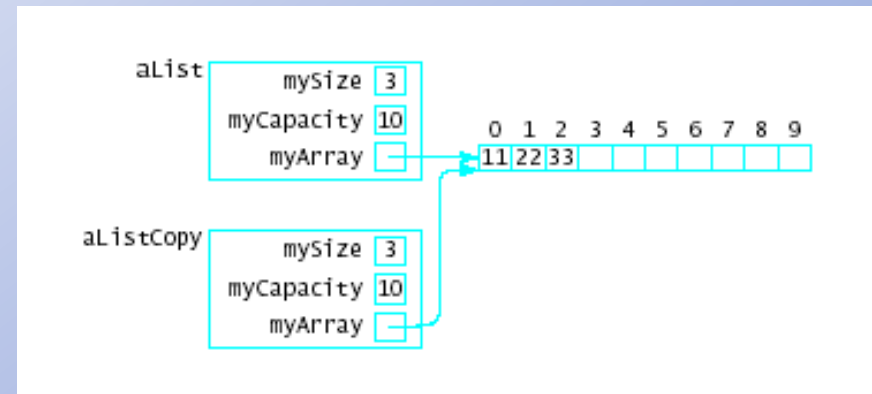 aList
mySize 3
myCapacity 10
myArray
0 1 2 3 4 5 6 7 8 9
11 22 33
aListCopy
mySize 3
myCapacity 10
myArray